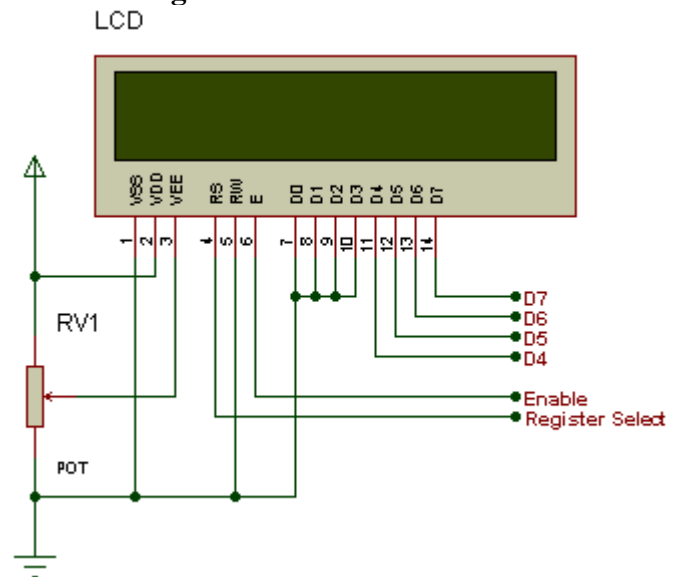 LCD
VSS
VDD
VEE
RS
RW
E
D0
D1
D2
D3
D4
D5
D6
D7
1
2
3
4
5
6
7
8
9
10
11
12
13
14
D7
D6
D5
D4
RV1
Enable
Register Select
POT